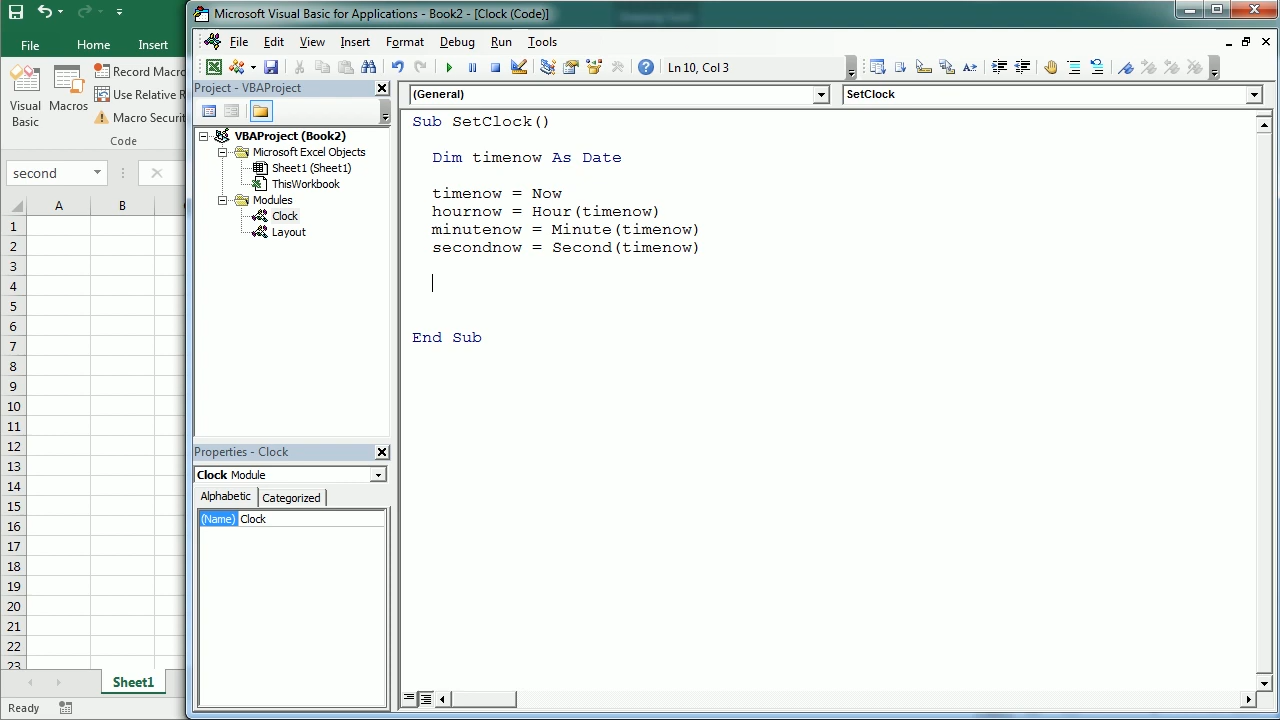 Microsoft Visual Basic for Applications - Book2 - [Clock (Code)]
File Home Insert
File Edit View Insert Format Debug Run Tools
Record Macro
Use Relative R
Macro Securit
Visual Basic
Macros
Code
Ln 10, Col 3
Project - VBAProject
(General)
SetClock
VBAProject (Book2)
Microsoft Excel Objects
Sheet1 (Sheet1)
ThisWorkbook
Modules
Clock
Layout
second
A B
1
2
3
4
5
6
7
8
9
10
11
12
13
14
15
16
17
18
19
20
21
22
23
Sub SetClock()
Dim timenow As Date
timenow = Now
hournow = Hour(timenow)
minutenow = Minute(timenow)
secondnow = Second(timenow)
End Sub
Properties - Clock
Clock Module
Alphabetic Categorized
(Name) Clock
Sheet1
Ready